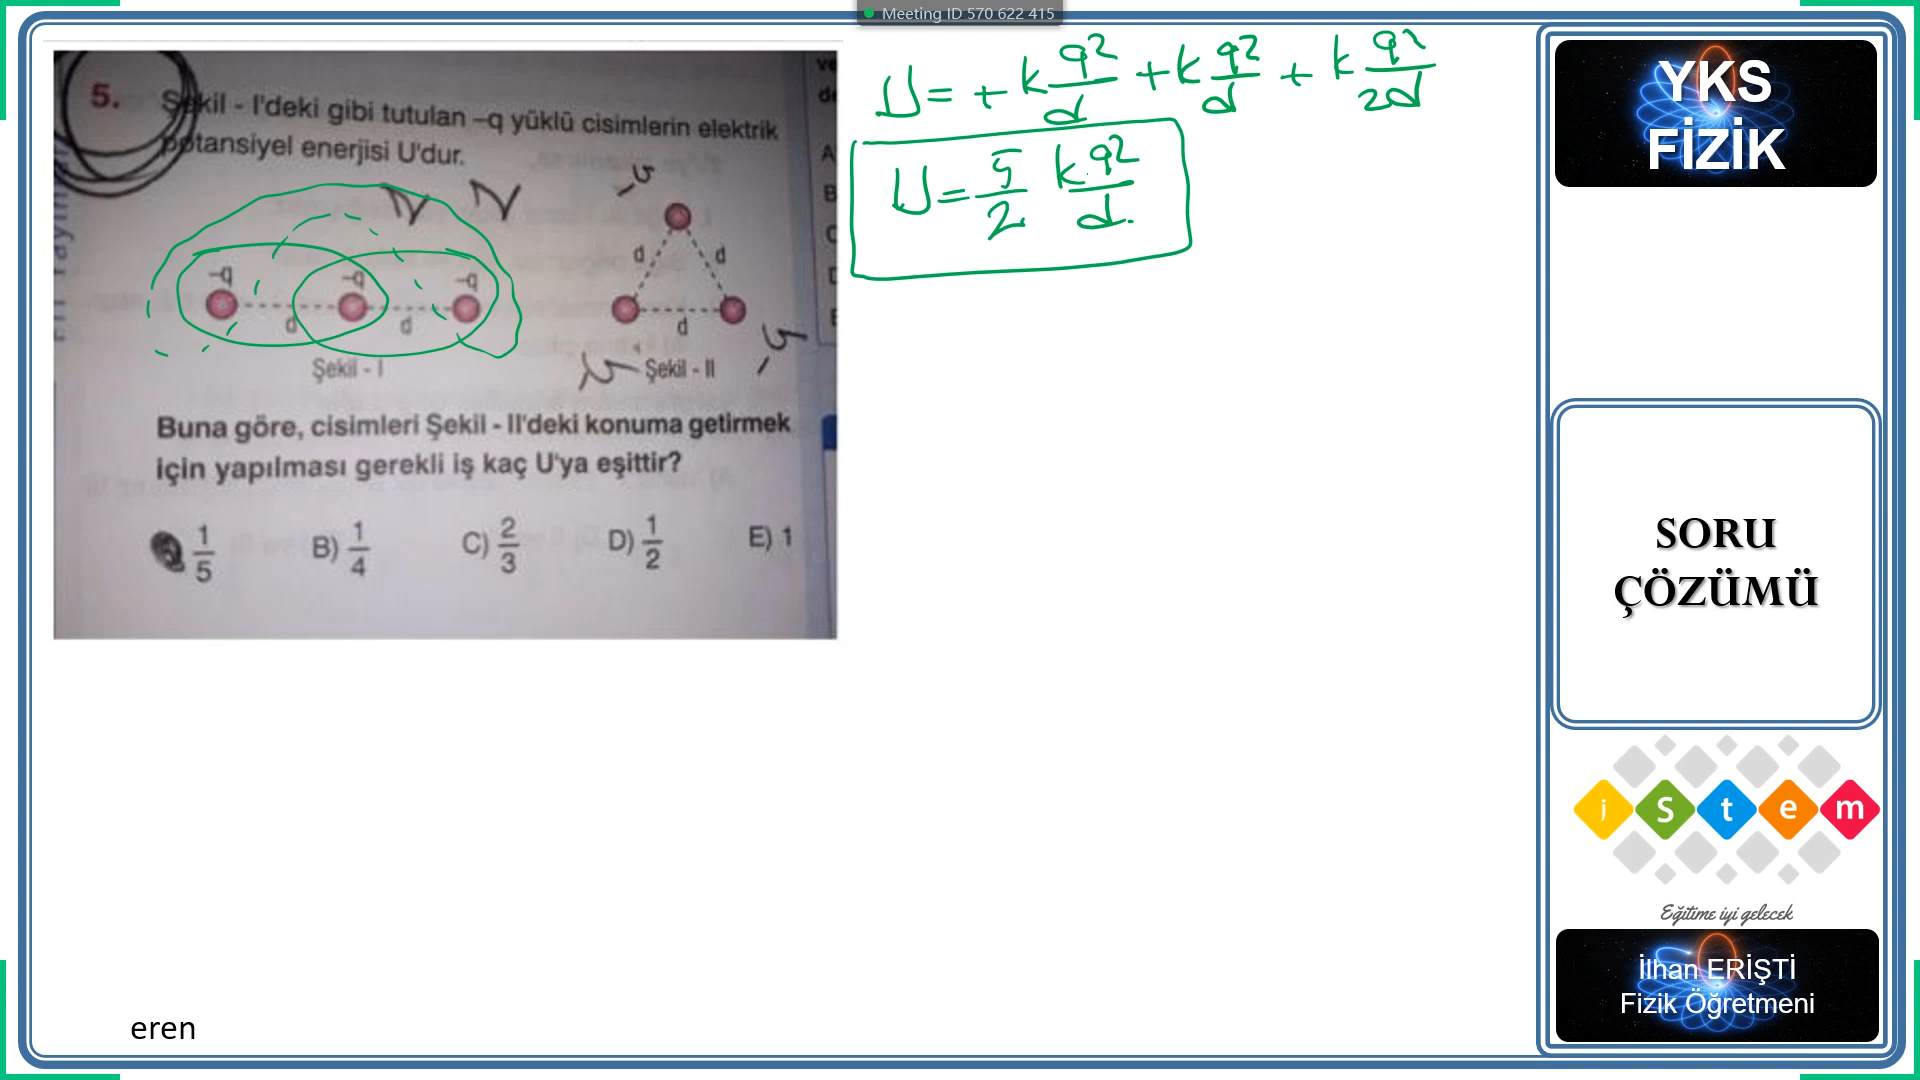 Meeting ID 570 622 415
5. Şekil - I'deki gibi tutulan –q yüklü cisimlerin elektrik
potansiyel enerjisi U'dur.
–q –q –q
d d
Şekil - I
d d
d
Şekil - II
Buna göre, cisimleri Şekil - II'deki konuma getirmek
için yapılması gerekli iş kaç U'ya eşittir?
1/5 B) 1/4 C) 2/3 D) 1/2 E) 1
U = + k q²/d + k q²/d + k q²/2d
U = 5/2 k.q²/d.
YKS
FİZİK
SORU
ÇÖZÜMÜ
iStem
Eğitime iyi gelecek
İlhan ERİŞTİ
Fizik Öğretmeni
eren